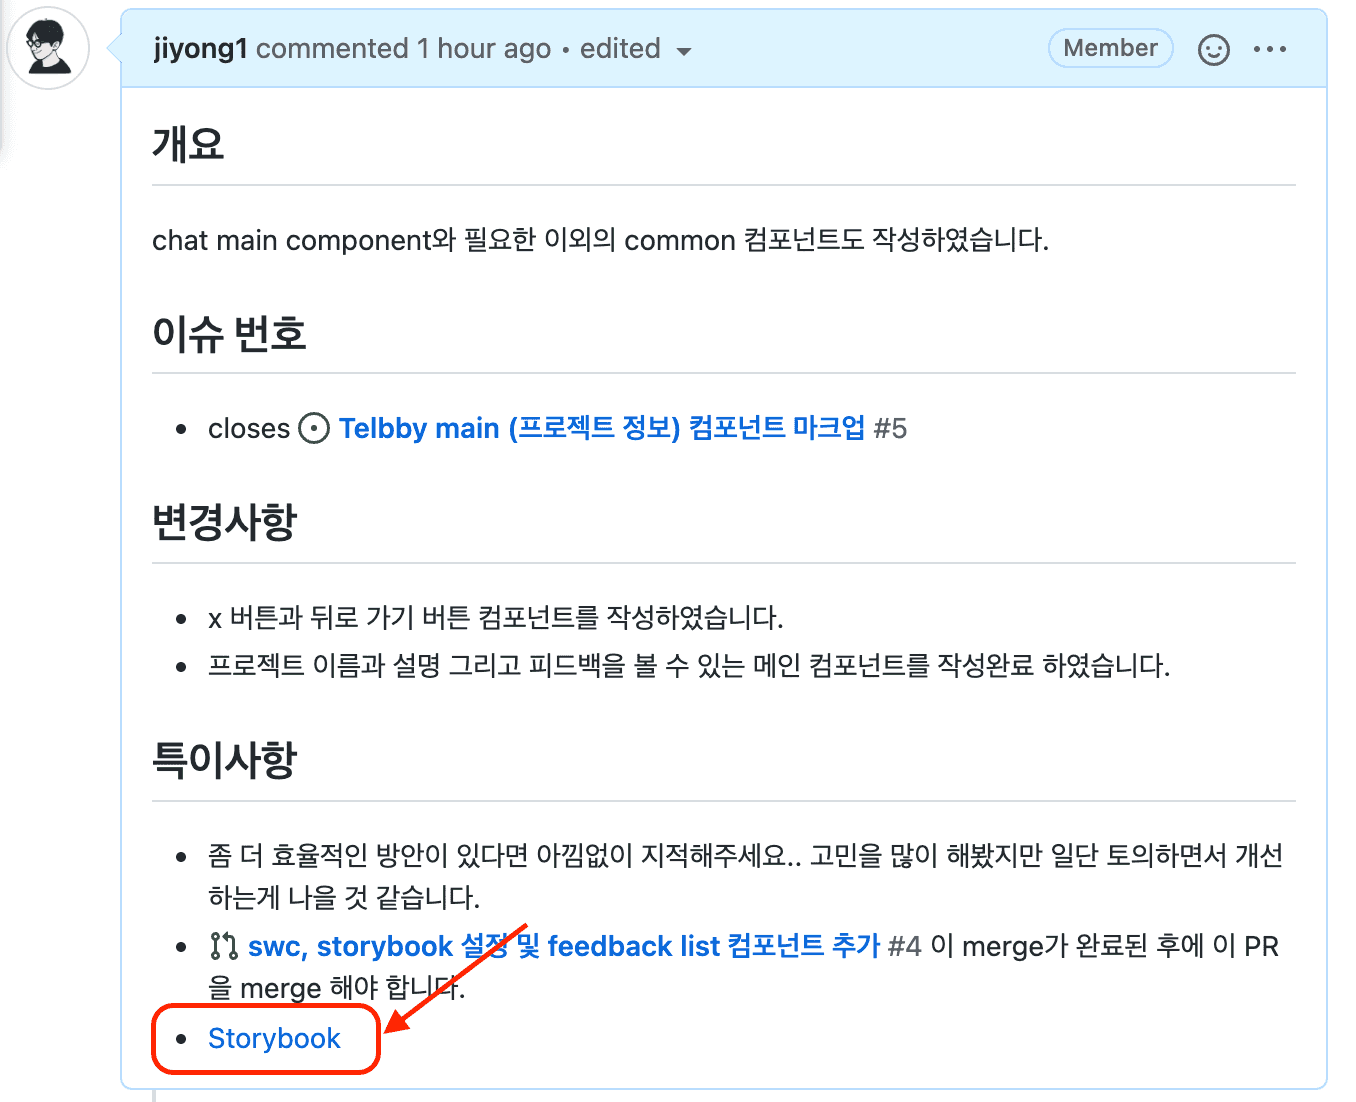 jiyong1 commented 1 hour ago • edited
Member
개요
chat main component와 필요한 이외의 common 컴포넌트도 작성하였습니다.
이슈 번호
• closes Telbby main (프로젝트 정보) 컴포넌트 마크업 #5
변경사항
• x 버튼과 뒤로 가기 버튼 컴포넌트를 작성하였습니다.
• 프로젝트 이름과 설명 그리고 피드백을 볼 수 있는 메인 컴포넌트를 작성완료 하였습니다.
특이사항
• 좀 더 효율적인 방안이 있다면 아낌없이 지적해주세요.. 고민을 많이 해봤지만 일단 토의하면서 개선
하는게 나을 것 같습니다.
• swc, storybook 설정 및 feedback list 컴포넌트 추가 #4 이 merge가 완료된 후에 이 PR
을 merge 해야 합니다.
• Storybook